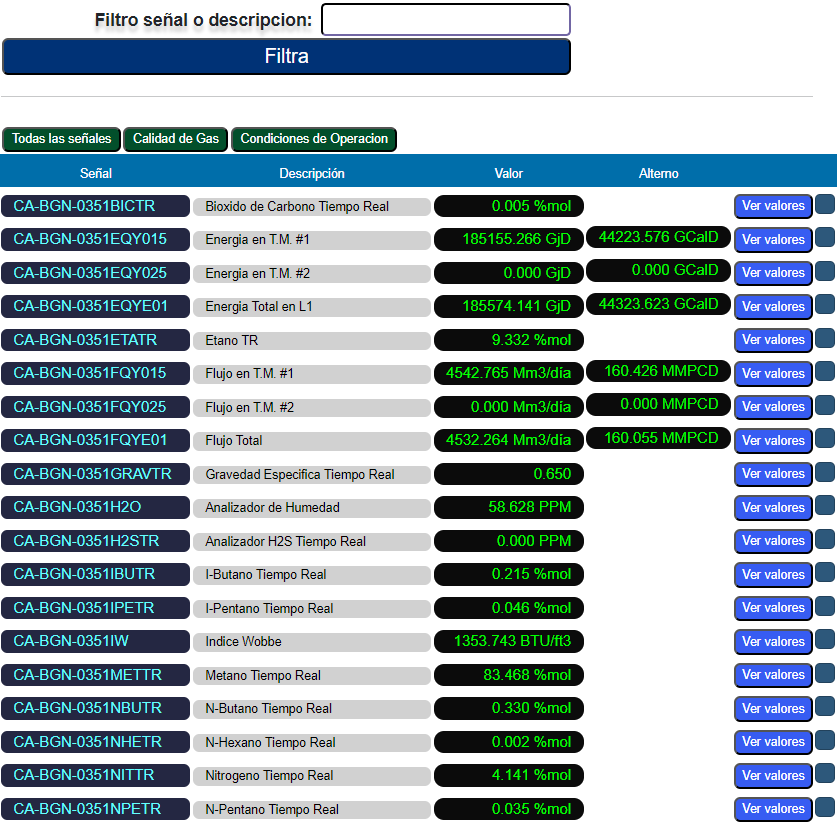 Filtro señal o descripcion:
Filtra
Todas las señales Calidad de Gas Condiciones de Operacion
Señal Descripción Valor Alterno
CA-BGN-0351BICTR Bioxido de Carbono Tiempo Real 0.005 %mol Ver valores
CA-BGN-0351EQY015 Energia en T.M. #1 185155.266 GjD 44223.576 GCalD Ver valores
CA-BGN-0351EQY025 Energia en T.M. #2 0.000 GjD 0.000 GCalD Ver valores
CA-BGN-0351EQYE01 Energia Total en L1 185574.141 GjD 44323.623 GCalD Ver valores
CA-BGN-0351ETATR Etano TR 9.332 %mol Ver valores
CA-BGN-0351FQY015 Flujo en T.M. #1 4542.765 Mm3/día 160.426 MMPCD Ver valores
CA-BGN-0351FQY025 Flujo en T.M. #2 0.000 Mm3/día 0.000 MMPCD Ver valores
CA-BGN-0351FQYE01 Flujo Total 4532.264 Mm3/día 160.055 MMPCD Ver valores
CA-BGN-0351GRAVTR Gravedad Especifica Tiempo Real 0.650 Ver valores
CA-BGN-0351H2O Analizador de Humedad 58.628 PPM Ver valores
CA-BGN-0351H2STR Analizador H2S Tiempo Real 0.000 PPM Ver valores
CA-BGN-0351IBUTR I-Butano Tiempo Real 0.215 %mol Ver valores
CA-BGN-0351IPETR I-Pentano Tiempo Real 0.046 %mol Ver valores
CA-BGN-0351IW Indice Wobbe 1353.743 BTU/ft3 Ver valores
CA-BGN-0351METTR Metano Tiempo Real 83.468 %mol Ver valores
CA-BGN-0351NBUTR N-Butano Tiempo Real 0.330 %mol Ver valores
CA-BGN-0351NHETR N-Hexano Tiempo Real 0.002 %mol Ver valores
CA-BGN-0351NITTR Nitrogeno Tiempo Real 4.141 %mol Ver valores
CA-BGN-0351NPETR N-Pentano Tiempo Real 0.035 %mol Ver valores